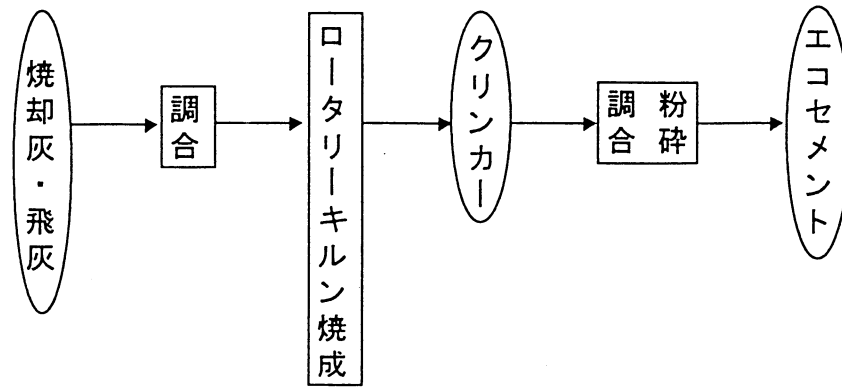 焼却灰・飛灰
調合
ロータリーキルン焼成
クリンカー
粉砕
調合
エコセメント